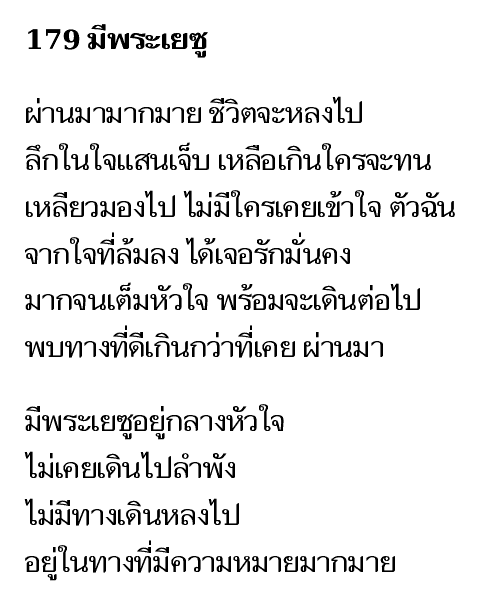 179 มีพระเยซู
ผ่านมามากมาย ชีวิตจะหลงไป
ลึกในใจแสนเจ็บ เหลือเกินใครจะทน
เหลียวมองไป ไม่มีใครเคยเข้าใจ ตัวฉัน
จากใจที่ล้มลง ได้เจอรักมั่นคง
มากจนเต็มหัวใจ พร้อมจะเดินต่อไป
พบทางที่ดีเกินกว่าที่เคย ผ่านมา
มีพระเยซูอยู่กลางหัวใจ
ไม่เคยเดินไปลำพัง
ไม่มีทางเดินหลงไป
อยู่ในทางที่มีความหมายมากมาย